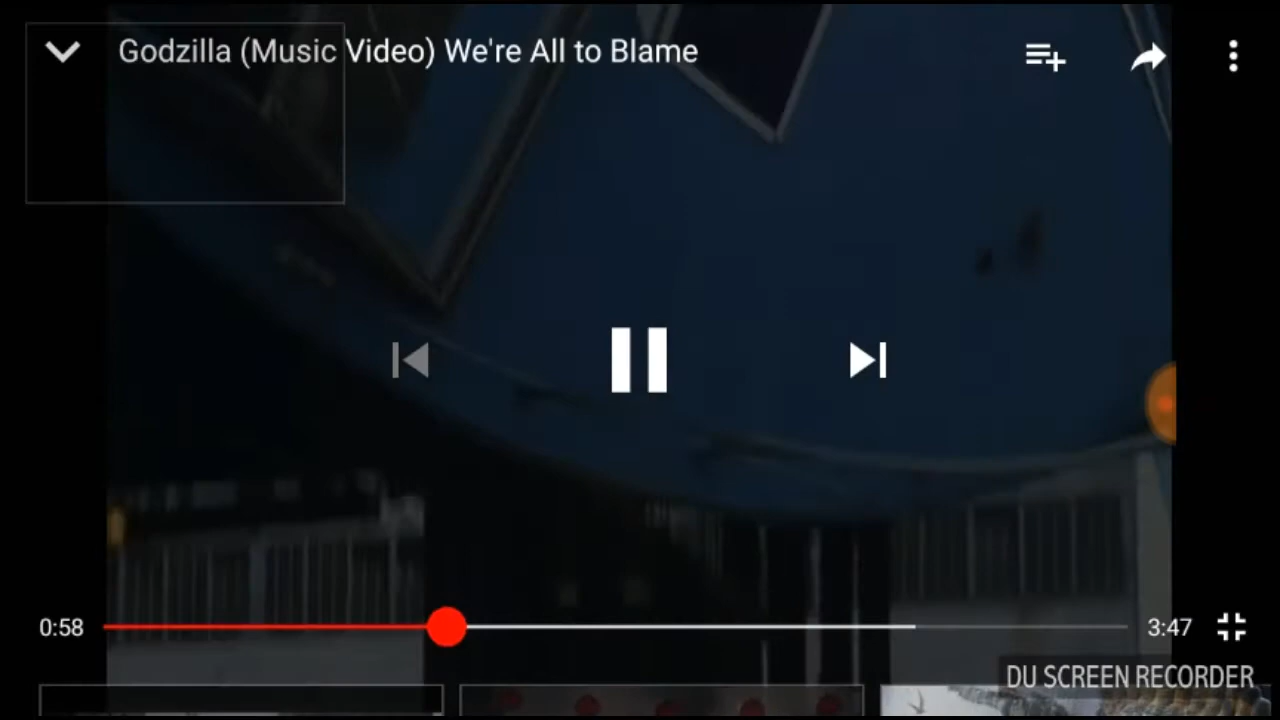 Godzilla (Music Video) We're All to Blame
0:58
3:47
DU SCREEN RECORDER